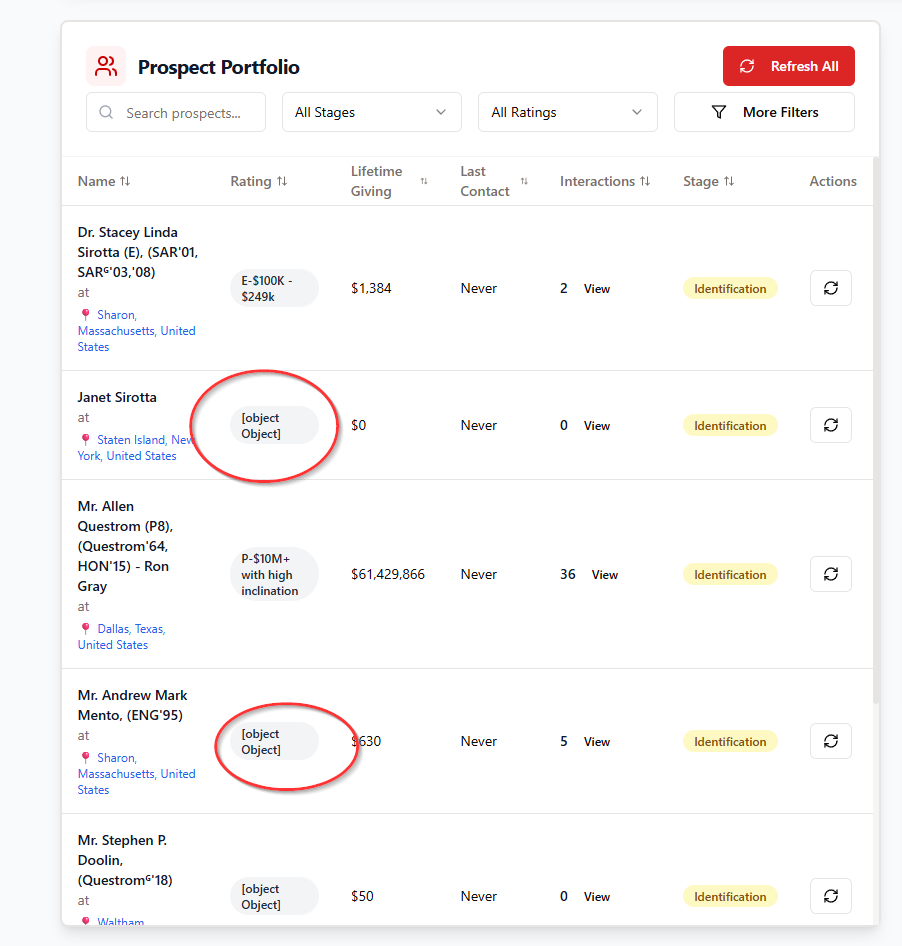 Prospect Portfolio
Refresh All
Search prospects...
All Stages
All Ratings
More Filters
Name
Rating
Lifetime
Giving
Last
Contact
Interactions
Stage
Actions
Dr. Stacey Linda
Sirotta (E), (SAR'01,
SARᴳ'03,'08)
at
Sharon,
Massachusetts, United
States
E-$100K -
$249k
$1,384
Never
2 View
Identification
Janet Sirotta
at
Staten Island, New
York, United States
[object
Object]
$0
Never
0 View
Identification
Mr. Allen
Questrom (P8),
(Questrom'64,
HON'15) - Ron
Gray
at
Dallas, Texas,
United States
P-$10M+
with high
inclination
$61,429,866
Never
36 View
Identification
Mr. Andrew Mark
Mento, (ENG'95)
at
Sharon,
Massachusetts, United
States
[object
Object]
$630
Never
5 View
Identification
Mr. Stephen P.
Doolin,
(Questromᴳ'18)
at
Waltham
[object
Object]
$50
Never
0 View
Identification